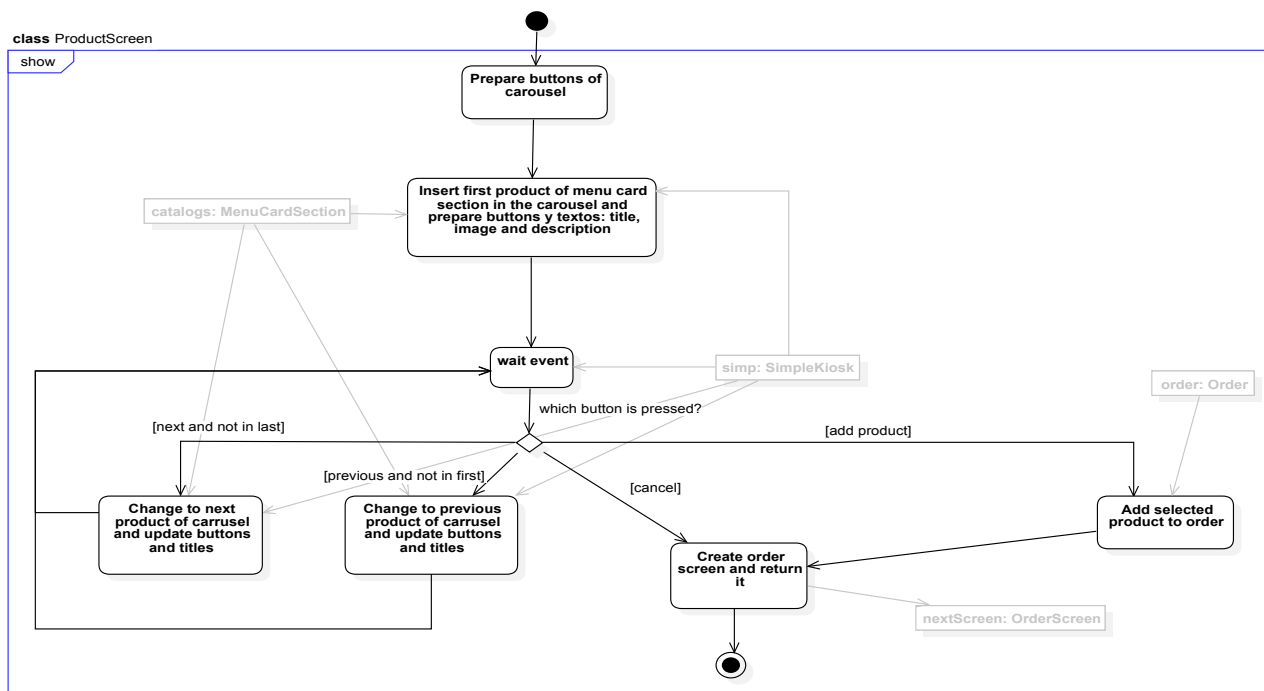 class ProductScreen
show
Prepare buttons of
carousel
Insert first product of menu card
section in the carousel and
prepare buttons y textos: title,
image and description
catalogs: MenuCardSection
wait event
simp: SimpleKiosk
order: Order
which button is pressed?
[next and not in last]
[add product]
[previous and not in first]
[cancel]
Change to next
product of carrusel
and update buttons
and titles
Change to previous
product of carrusel
and update buttons
and titles
Add selected
product to order
Create order
screen and return
it
nextScreen: OrderScreen